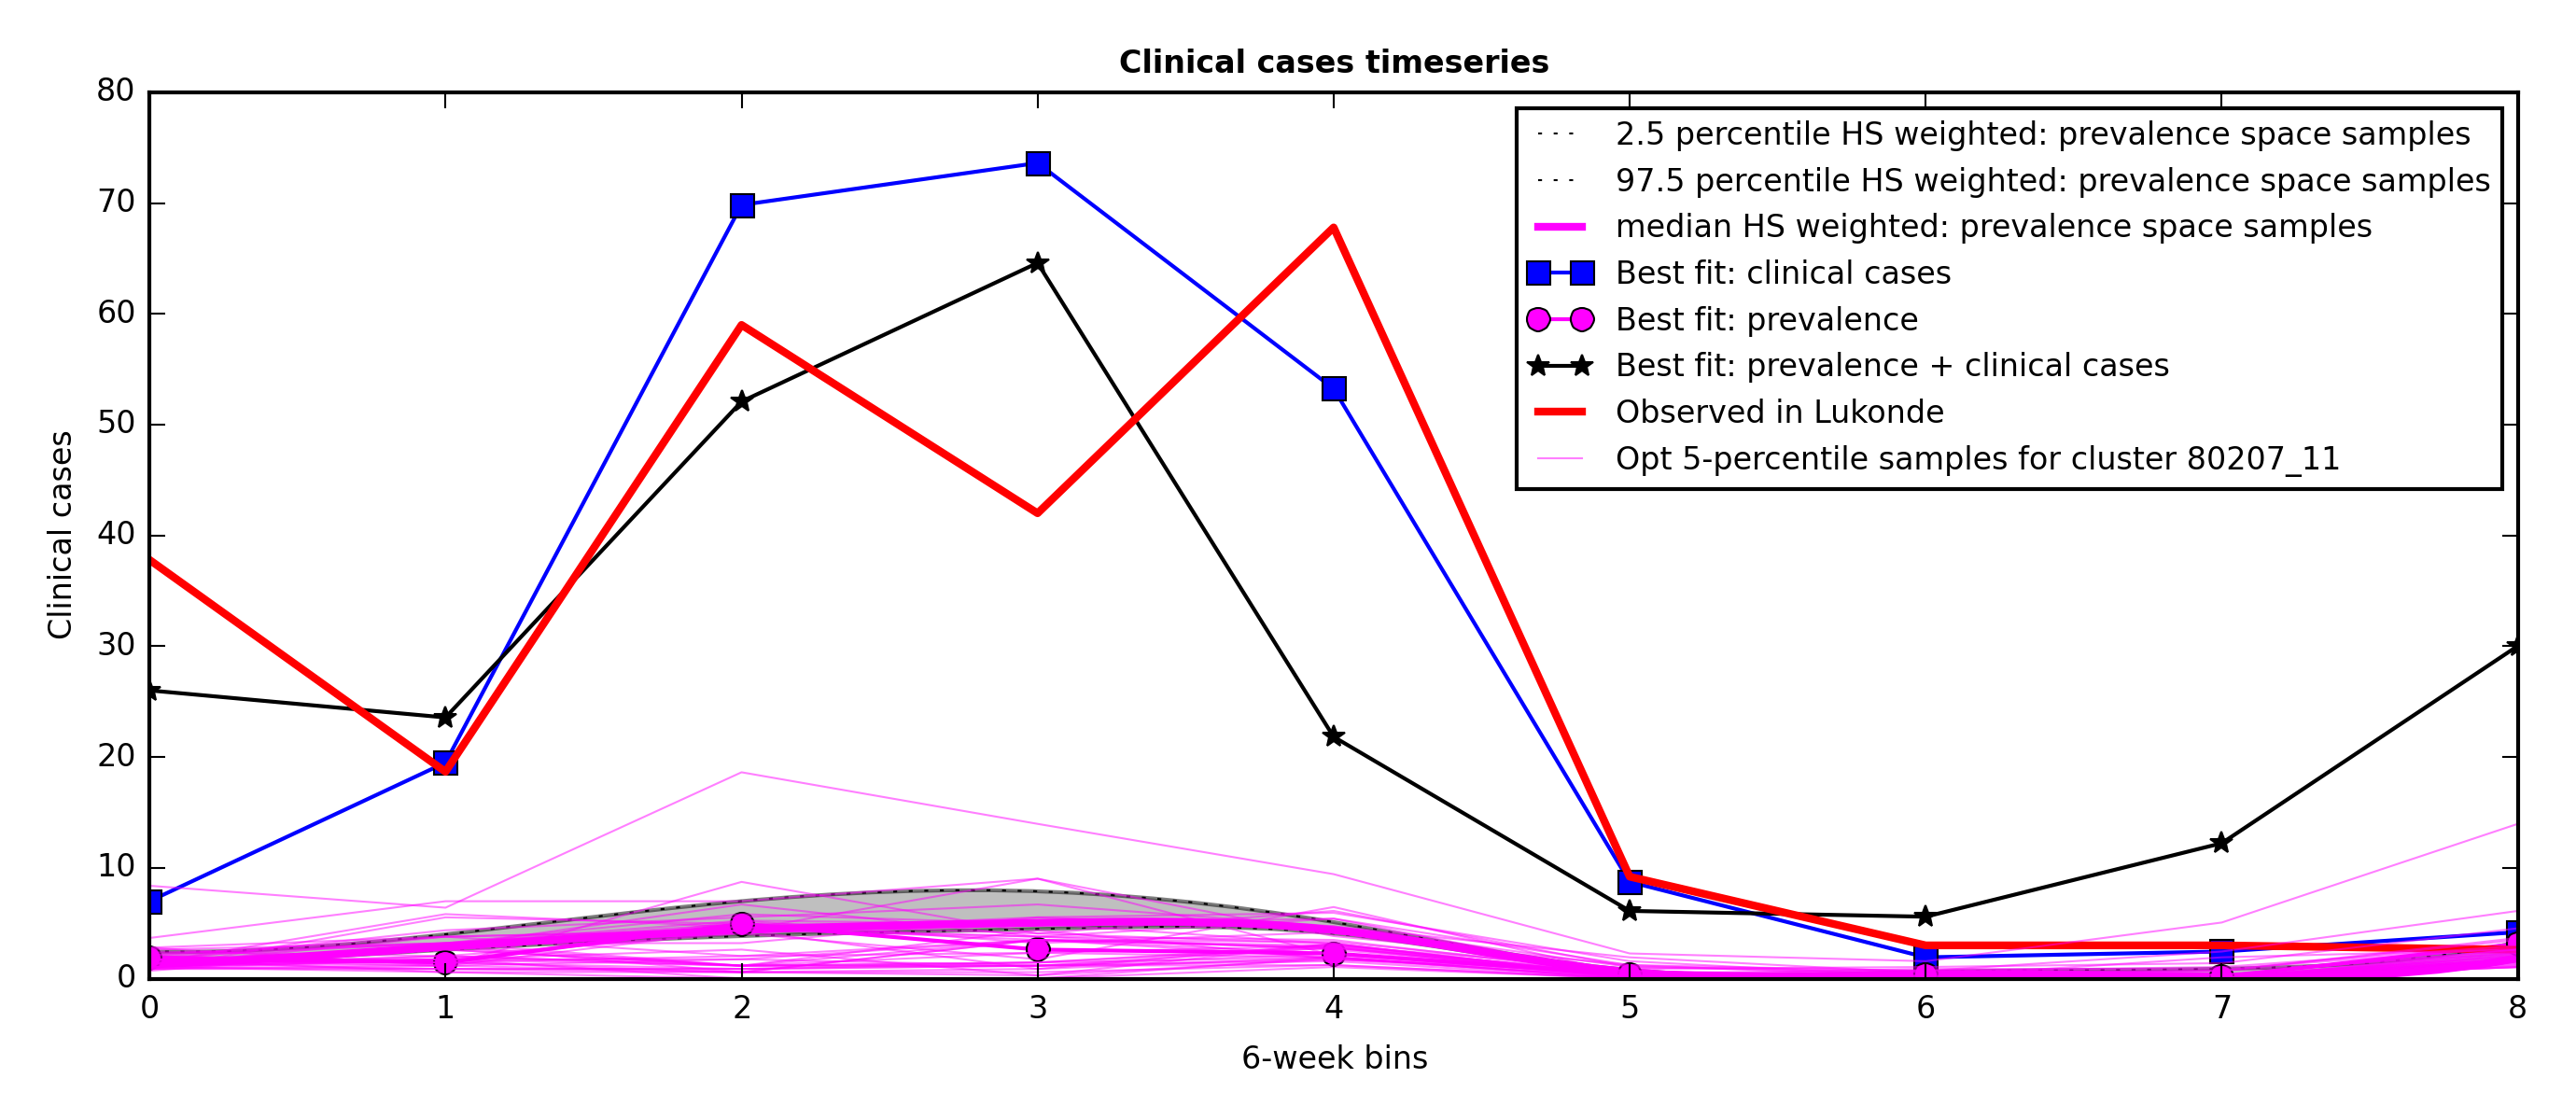 Clinical cases timeseries
80
70
60
50
40
30
20
10
0
Clinical cases
2.5 percentile HS weighted: prevalence space samples
97.5 percentile HS weighted: prevalence space samples
median HS weighted: prevalence space samples
Best fit: clinical cases
Best fit: prevalence
Best fit: prevalence + clinical cases
Observed in Lukonde
Opt 5-percentile samples for cluster 80207_11
0 1 2 3 4 5 6 7 8
6-week bins